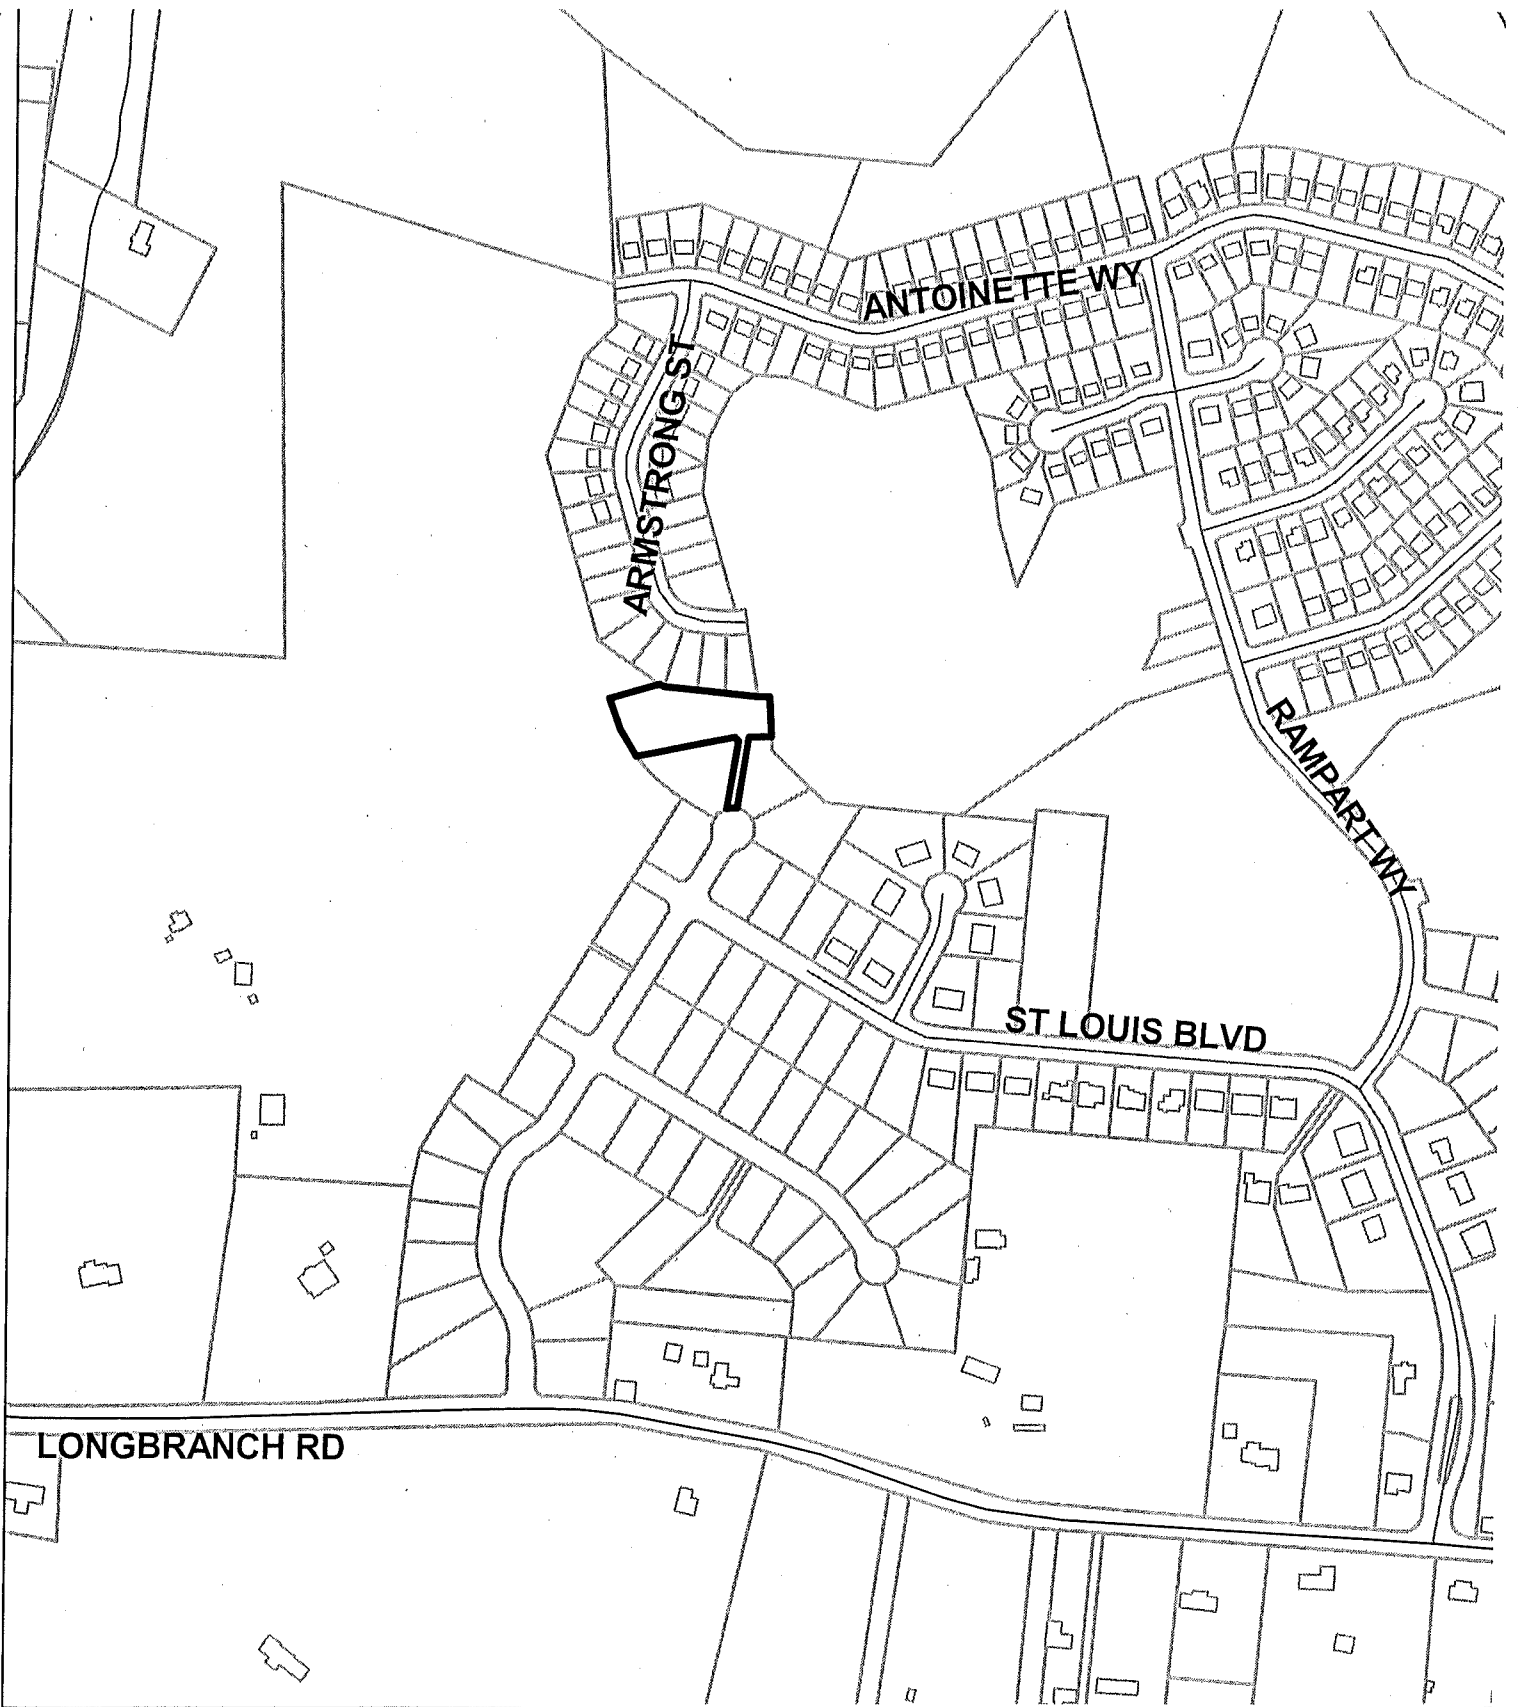 ANTOINETTE WY
ARMSTRONG ST
RAMPART WY
ST LOUIS BLVD
LONGBRANCH RD